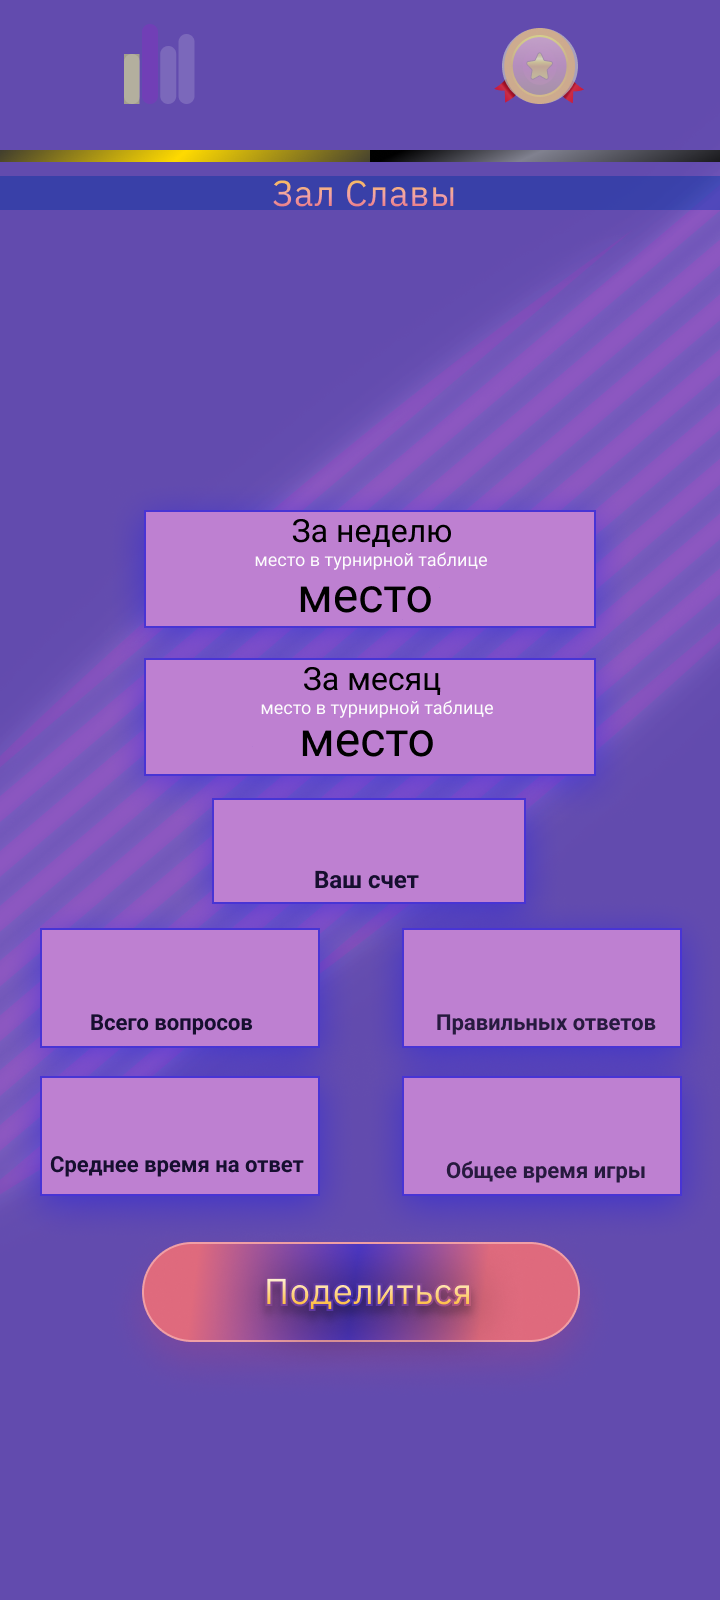 Зал Славы
За неделю
место в турнирной таблице
место
За месяц
место в турнирной таблице
место
Ваш счет
Всего вопросов
Правильных ответов
Среднее время на ответ
Общее время игры
Поделиться